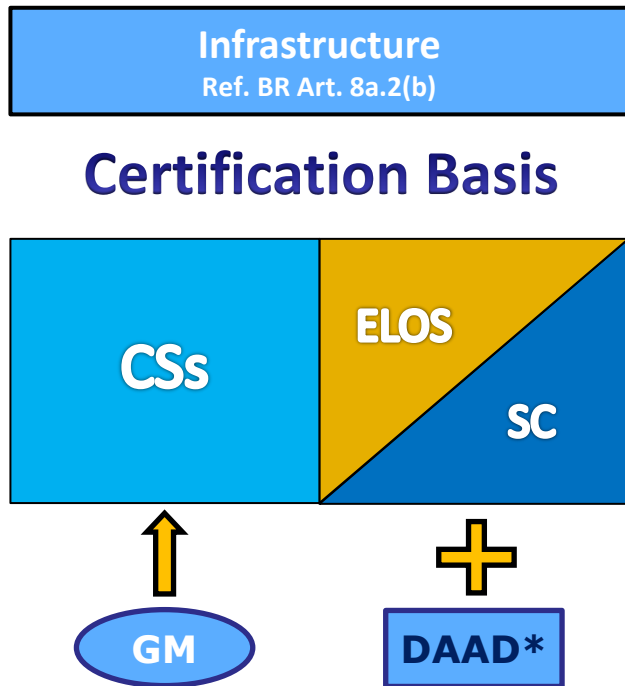 Infrastructure
Ref. BR Art. 8a.2(b)
Certification Basis
CSs
ELOS
SC
GM
DAAD*